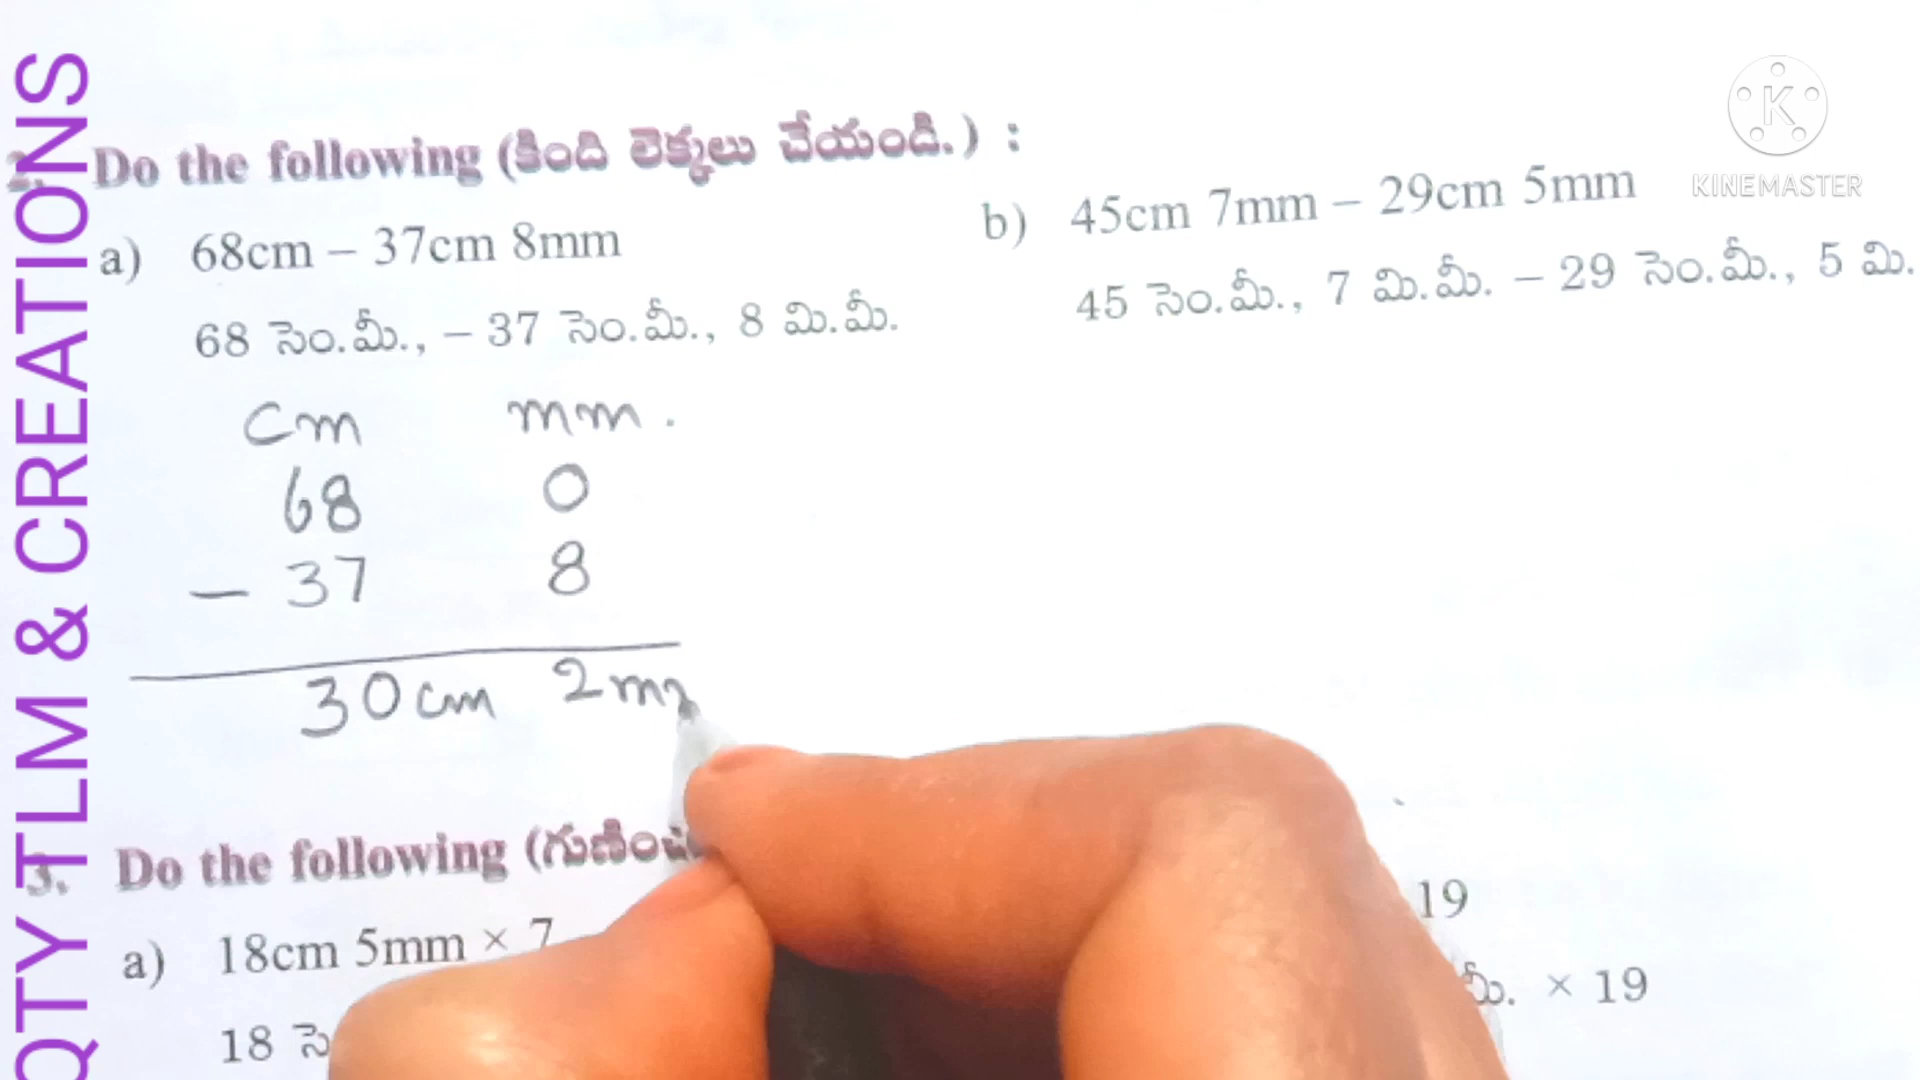 QTY TLM & CREATIONS
KINEMASTER
2. Do the following (కింది లెక్కలు చేయండి.) :
a) 68cm – 37cm 8mm
68 సెం.మీ., – 37 సెం.మీ., 8 మి.మీ.
b) 45cm 7mm – 29cm 5mm
45 సెం.మీ., 7 మి.మీ. – 29 సెం.మీ., 5 మి.
cm mm.
68 0
– 37 8
30cm 2mm
3. Do the following
a) 18cm 5mm × 7
18
19
మీ. × 19